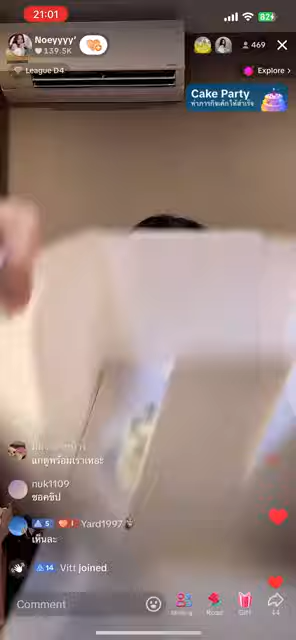 21:01
82
Noeyyyy'
139.5K
469
League D4
Explore >
Cake Party
ทำภารกิจเค้กให้สำเร็จ
แกดูพร้อมเราเหอะ
nuk1109
ขอคลิป
5 1 Yard1997
เห็นละ
14 Vitt joined
Comment
Rose
Gift
44